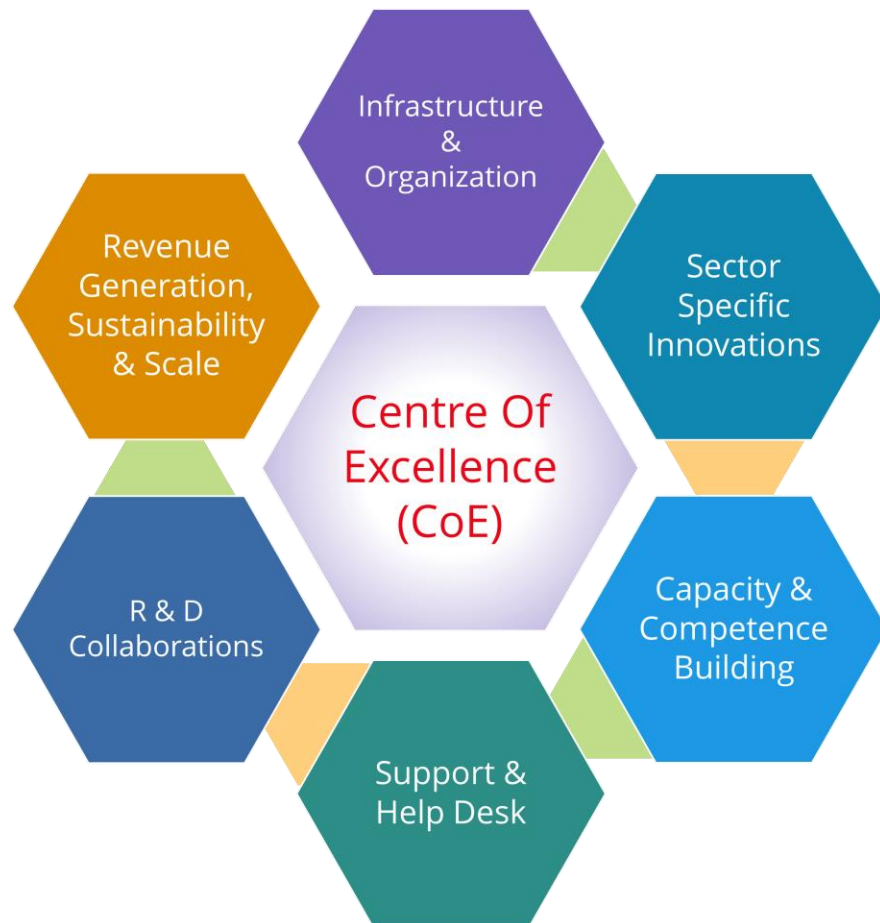 Infrastructure
&
Organization
Sector
Specific
Innovations
Capacity &
Competence
Building
Support &
Help Desk
R & D
Collaborations
Revenue
Generation,
Sustainability
& Scale
Centre Of
Excellence
(CoE)